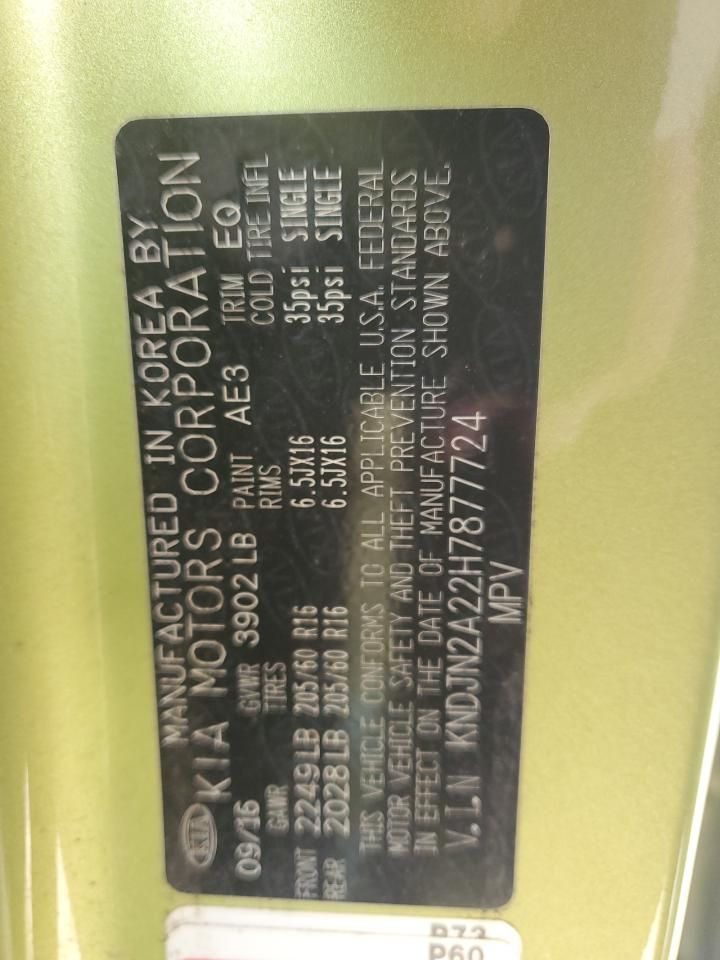 MANUFACTURED IN KOREA BY
KIA KIA MOTORS CORPORATION
09/16 GVWR 3902 LB PAINT AE3 TRIM EQ
GAWR TIRES RIMS COLD TIRE INFL
FRONT 2249 LB 205/60 R16 6.5JX16 35psi SINGLE
REAR 2028 LB 205/60 R16 6.5JX16 35psi SINGLE
THIS VEHICLE CONFORMS TO ALL APPLICABLE U.S.A. FEDERAL
MOTOR VEHICLE SAFETY AND THEFT PREVENTION STANDARDS
IN EFFECT ON THE DATE OF MANUFACTURE SHOWN ABOVE.
V.I.N KNDJN2A22H7877724
MPV
P60